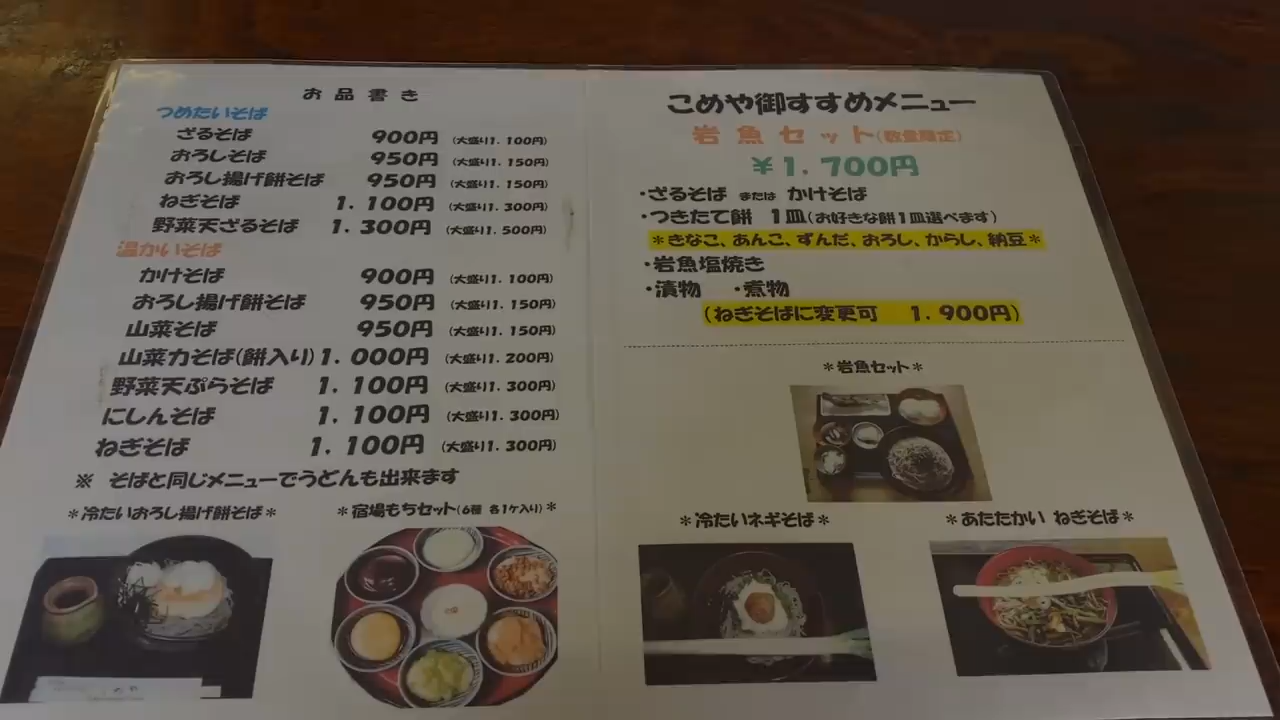 お品書き
つめたいそば
ざるそば 900円 (大盛り1.100円)
おろしそば 950円 (大盛り1.150円)
おろし揚げ餅そば 950円 (大盛り1.150円)
ねぎそば 1.100円 (大盛り1.300円)
野菜天ざるそば 1.300円 (大盛り1.500円)
温かいそば
かけそば 900円 (大盛り1.100円)
おろし揚げ餅そば 950円 (大盛り1.150円)
山菜そば 950円 (大盛り1.150円)
山菜力そば(餅入り) 1.000円 (大盛り1.200円)
野菜天ぷらそば 1.100円 (大盛り1.300円)
にしんそば 1.100円 (大盛り1.300円)
ねぎそば 1.100円 (大盛り1.300円)
※ そばと同じメニューでうどんも出来ます
*冷たいおろし揚げ餅そば*
*宿場もちセット(6種 各1ケ入り)*
こめや御すすめメニュー
岩魚セット(数量限定)
¥1.700円
・ざるそば または かけそば
・つきたて餅 1皿(お好きな餅1皿選べます)
*きなこ、あんこ、ずんだ、おろし、からし、納豆*
・岩魚塩焼き
・漬物 ・煮物
(ねぎそばに変更可 1.900円)
*岩魚セット*
*冷たいネギそば*
*あたたかい ねぎそば*